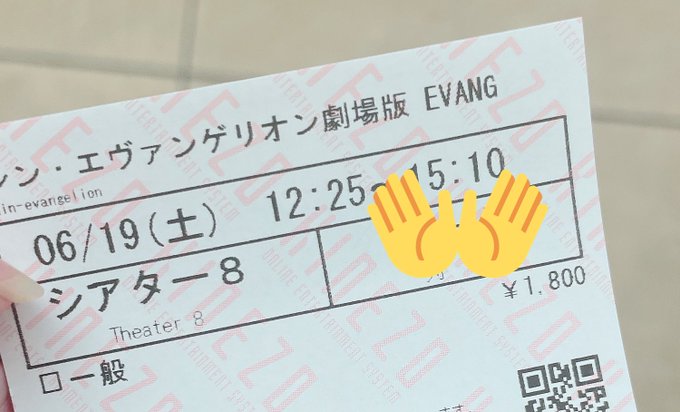 ン・エヴァンゲリオン劇場版 EVANG
in-evangelion
06/19(土) 12:25~15:10
シアター8
Theater 8
¥1,800
□一般